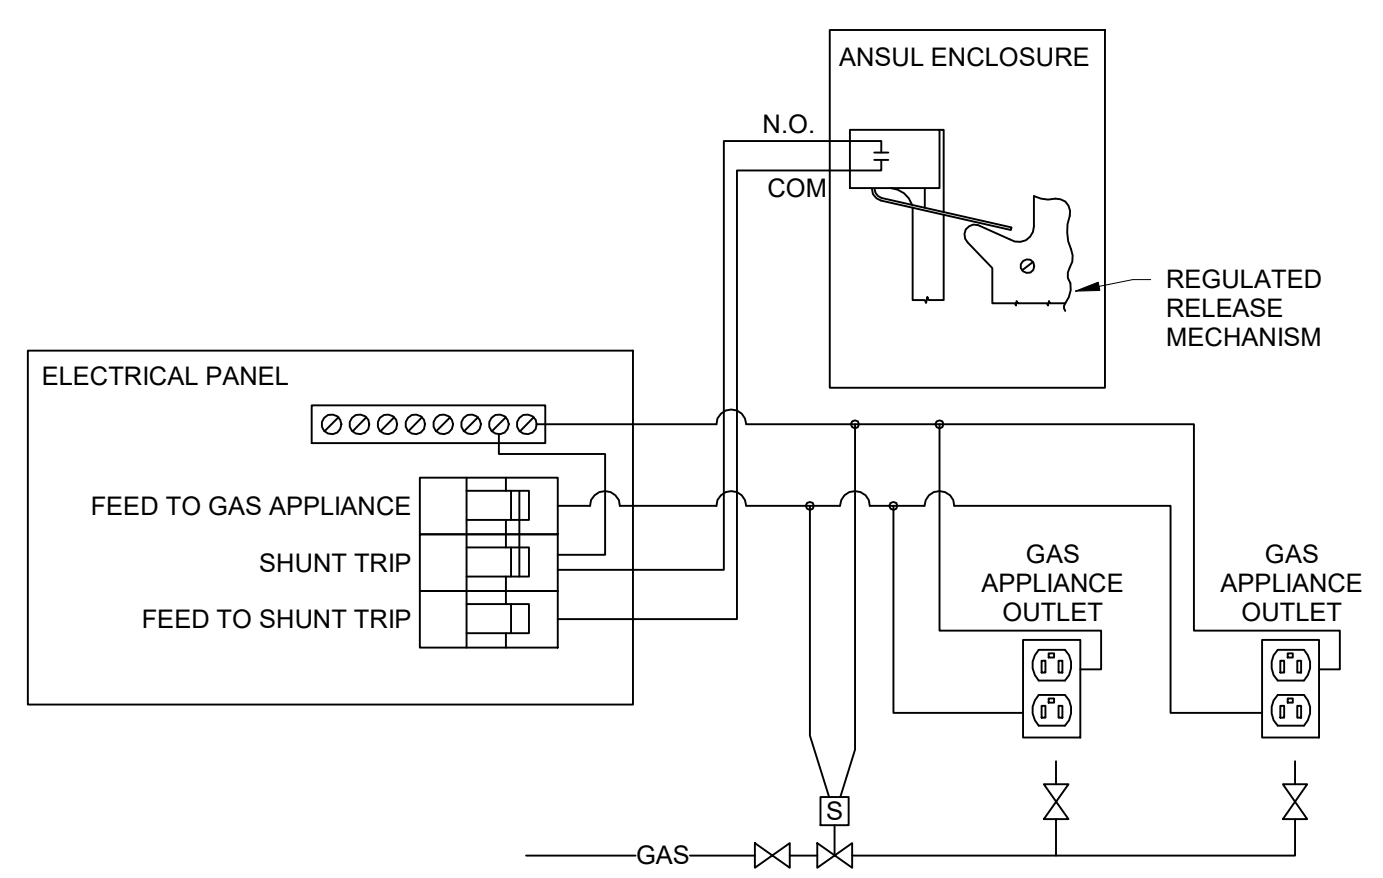 ANSUL ENCLOSURE
N.O.
COM
REGULATED
RELEASE
MECHANISM
ELECTRICAL PANEL
FEED TO GAS APPLIANCE
SHUNT TRIP
FEED TO SHUNT TRIP
GAS
APPLIANCE
OUTLET
GAS
APPLIANCE
OUTLET
S
GAS